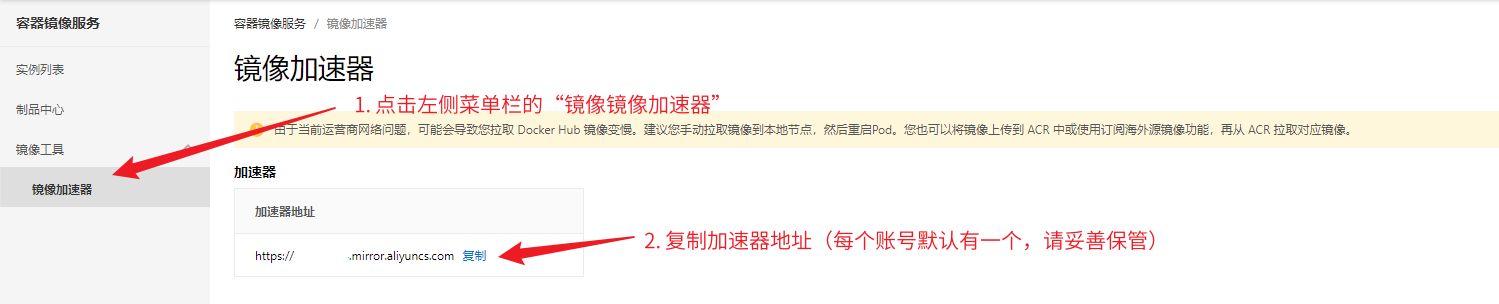 容器镜像服务
容器镜像服务 / 镜像加速器
镜像加速器
实例列表
1. 点击左侧菜单栏的“镜像镜像加速器”
制品中心
由于当前运营商网络问题，可能会导致您拉取 Docker Hub 镜像变慢。建议您手动拉取镜像到本地节点，然后重启Pod。您也可以将镜像上传到 ACR 中或使用订阅海外源镜像功能，再从 ACR 拉取对应镜像。
镜像工具
加速器
镜像加速器
加速器地址
2. 复制加速器地址（每个账号默认有一个，请妥善保管）
https:// .mirror.aliyuncs.com 复制